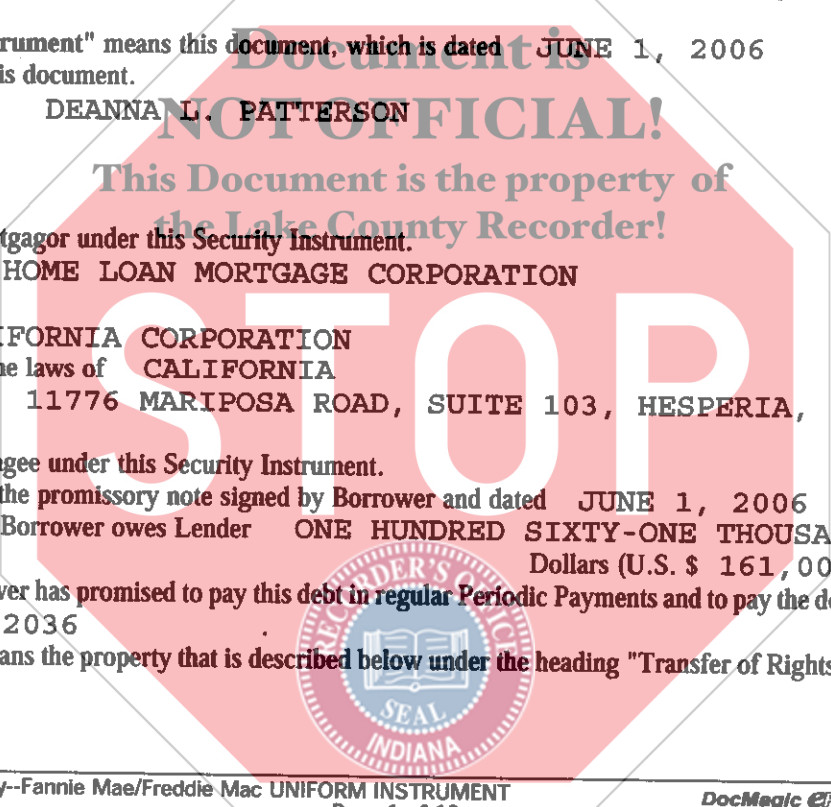 Document is
rument" means this document, which is dated JUNE 1, 2006
is document.
DEANNA L. PATTERSON
NOT OFFICIAL!
This Document is the property of
the Lake County Recorder!
tgagor under this Security Instrument.
HOME LOAN MORTGAGE CORPORATION
IFORNIA CORPORATION
he laws of CALIFORNIA
11776 MARIPOSA ROAD, SUITE 103, HESPERIA,
STOP
gee under this Security Instrument.
the promissory note signed by Borrower and dated JUNE 1, 2006
Borrower owes Lender ONE HUNDRED SIXTY-ONE THOUSA
Dollars (U.S. $ 161,00
ver has promised to pay this debt in regular Periodic Payments and to pay the de
2036
ans the property that is described below under the heading "Transfer of Rights
RECORDER'S OFFICE
SEAL
INDIANA
y--Fannie Mae/Freddie Mac UNIFORM INSTRUMENT
DocMagic